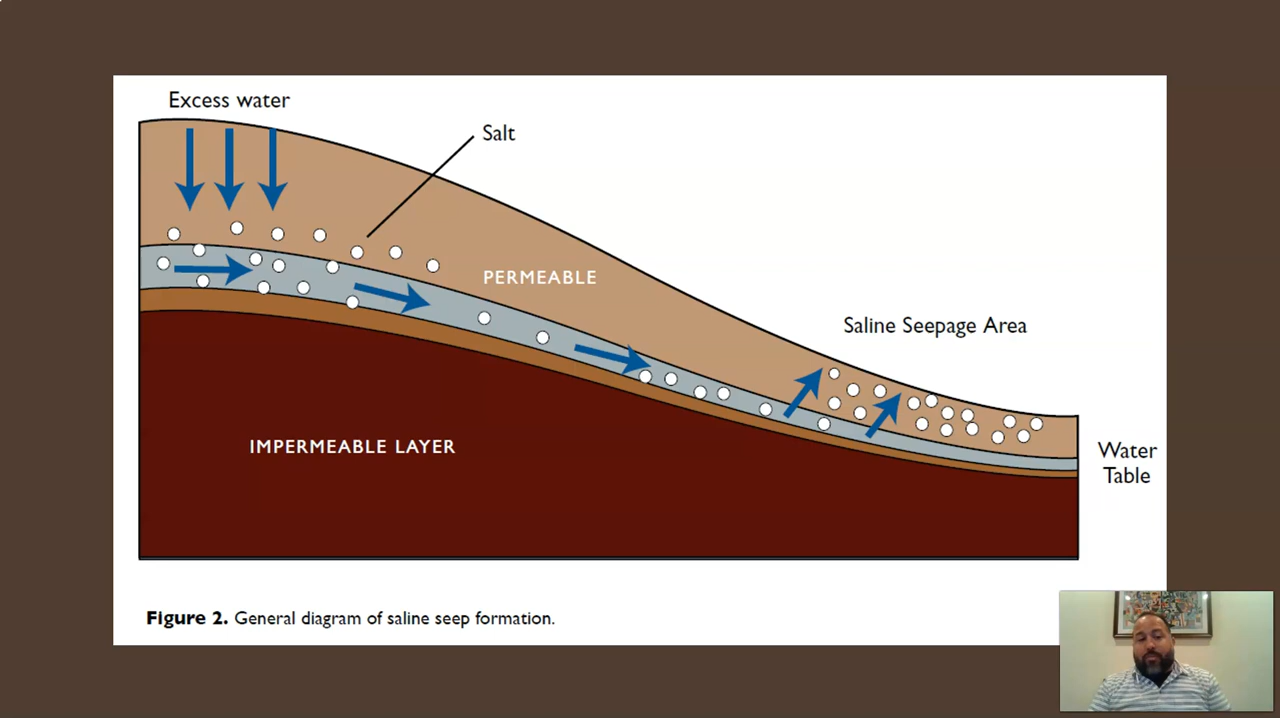 Excess water
Salt
PERMEABLE
Saline Seepage Area
IMPERMEABLE LAYER
Water
Table
Figure 2. General diagram of saline seep formation.